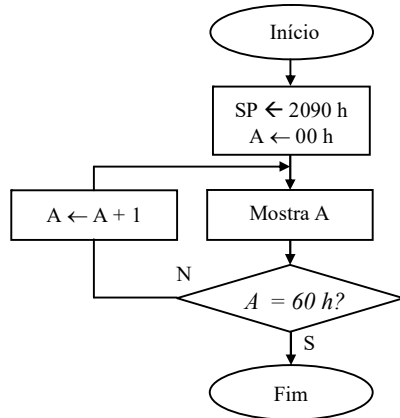 Início
SP ← 2090 h
A ← 00 h
A ← A + 1
Mostra A
N
A = 60 h?
S
Fim